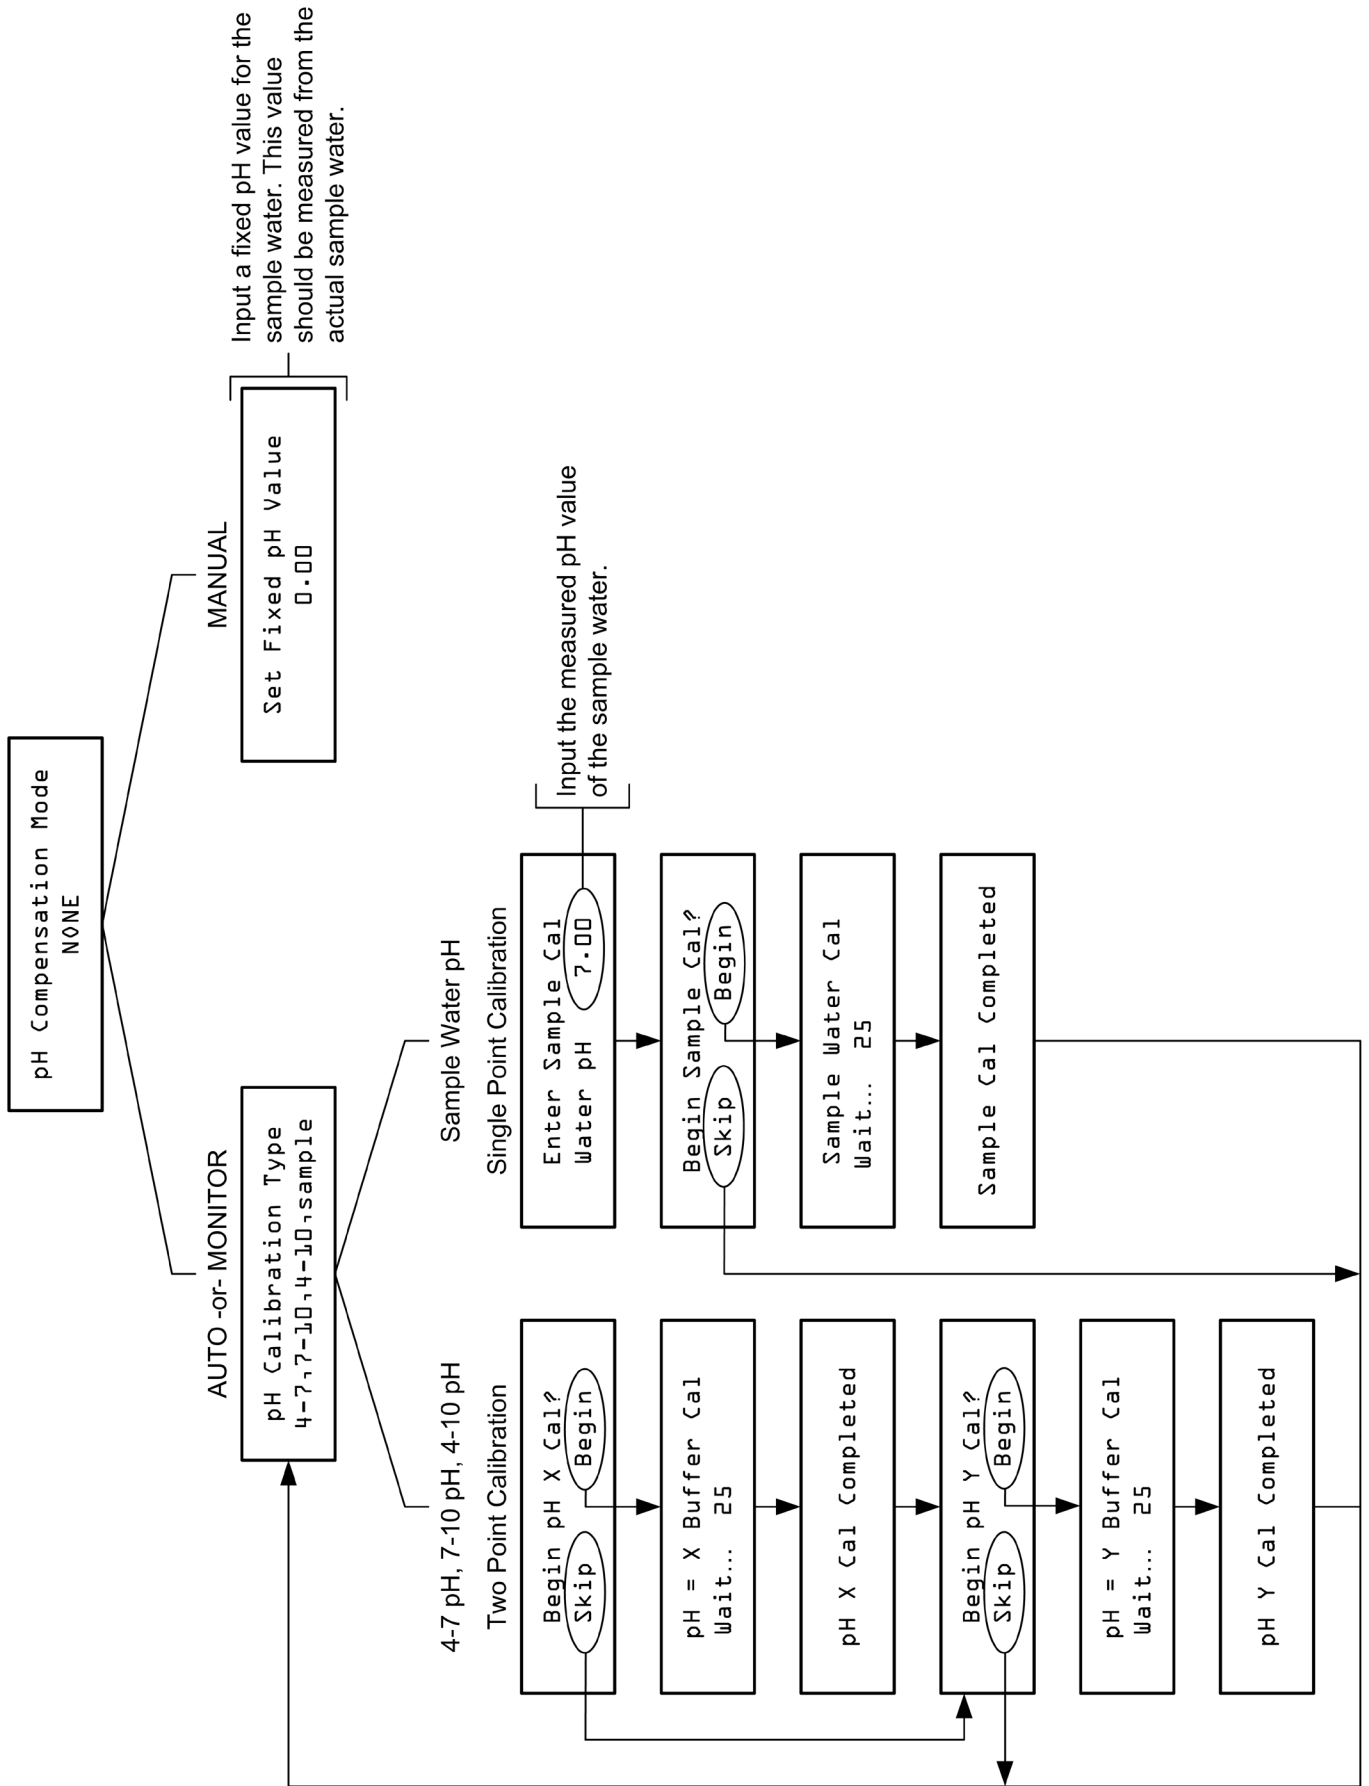 pH Compensation Mode
NONE
AUTO -or- MONITOR
pH Calibration Type
4-7,7-10,4-10,sample
MANUAL
Set Fixed pH Value
0.00
Input a fixed pH value for the
sample water. This value
should be measured from the
actual sample water.
4-7 pH, 7-10 pH, 4-10 pH
Two Point Calibration
Begin pH X Cal?
Skip Begin
pH = X Buffer Cal
Wait... 25
pH X Cal Completed
Begin pH Y Cal?
Skip Begin
pH = Y Buffer Cal
Wait... 25
pH Y Cal Completed
Sample Water pH
Single Point Calibration
Enter Sample Cal
Water pH 7.00
Input the measured pH value
of the sample water.
Begin Sample Cal?
Skip Begin
Sample Water Cal
Wait... 25
Sample Cal Completed